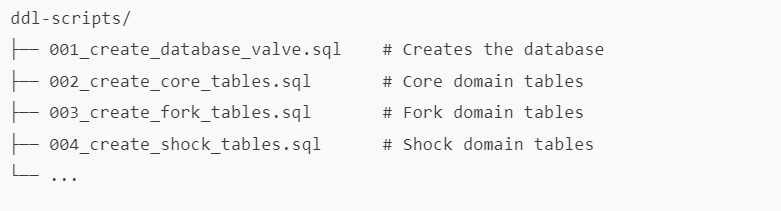 ddl-scripts/
├── 001_create_database_valve.sql    # Creates the database
├── 002_create_core_tables.sql       # Core domain tables
├── 003_create_fork_tables.sql       # Fork domain tables
├── 004_create_shock_tables.sql      # Shock domain tables
└── ...